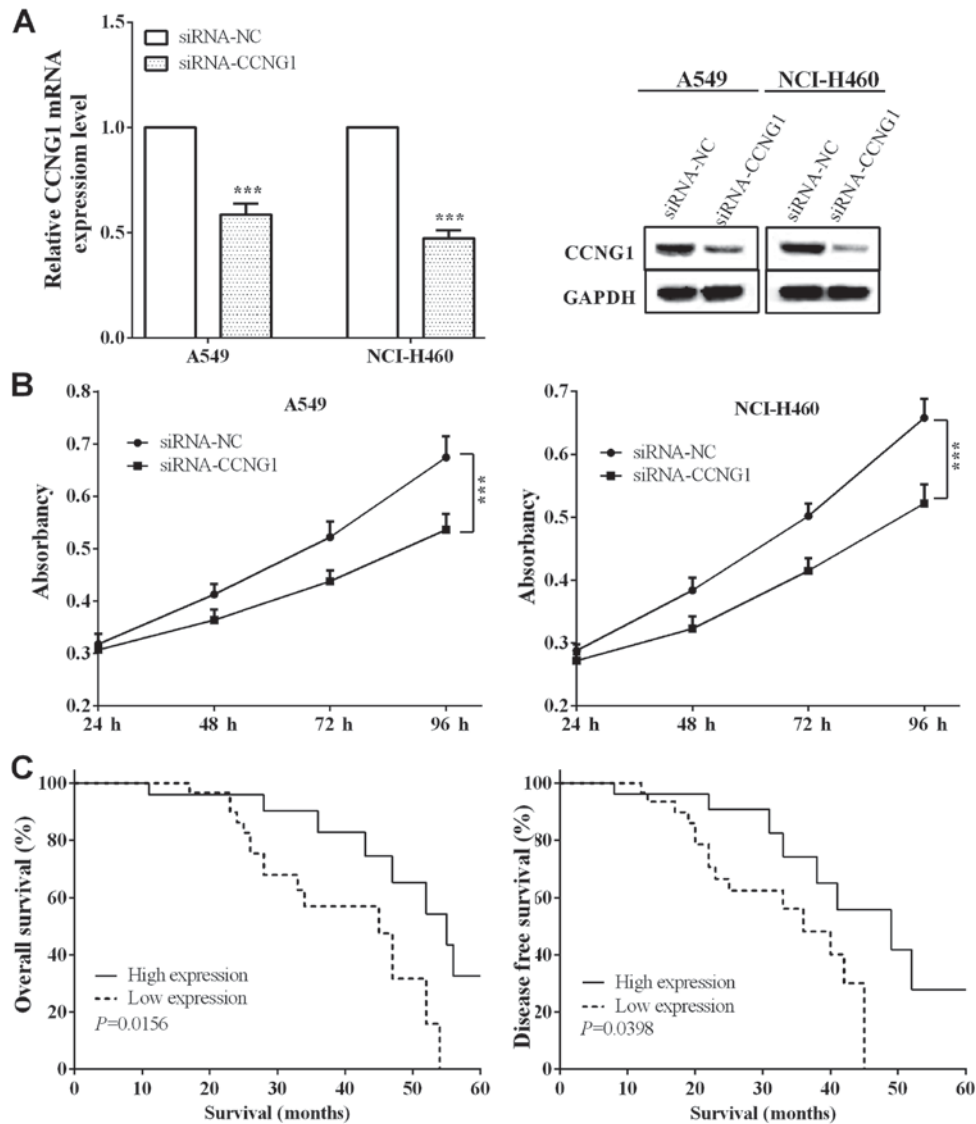 A
siRNA-NC
siRNA-CCNG1
Relative CCNG1 mRNA
expression level
1.5
1.0
0.5
0.0
***
***
A549
NCI-H460
A549
NCI-H460
siRNA-NC
siRNA-CCNG1
siRNA-NC
siRNA-CCNG1
CCNG1
GAPDH
B
A549
siRNA-NC
siRNA-CCNG1
Absorbancy
0.8
0.7
0.6
0.5
0.4
0.3
0.2
***
24 h
48 h
72 h
96 h
NCI-H460
siRNA-NC
siRNA-CCNG1
Absorbancy
0.7
0.6
0.5
0.4
0.3
0.2
***
24 h
48 h
72 h
96 h
C
Overall survival (%)
100
80
60
40
20
0
High expression
Low expression
P=0.0156
0
10
20
30
40
50
60
Survival (months)
Disease free survival (%)
100
80
60
40
20
0
High expression
Low expression
P=0.0398
0
10
20
30
40
50
60
Survival (months)